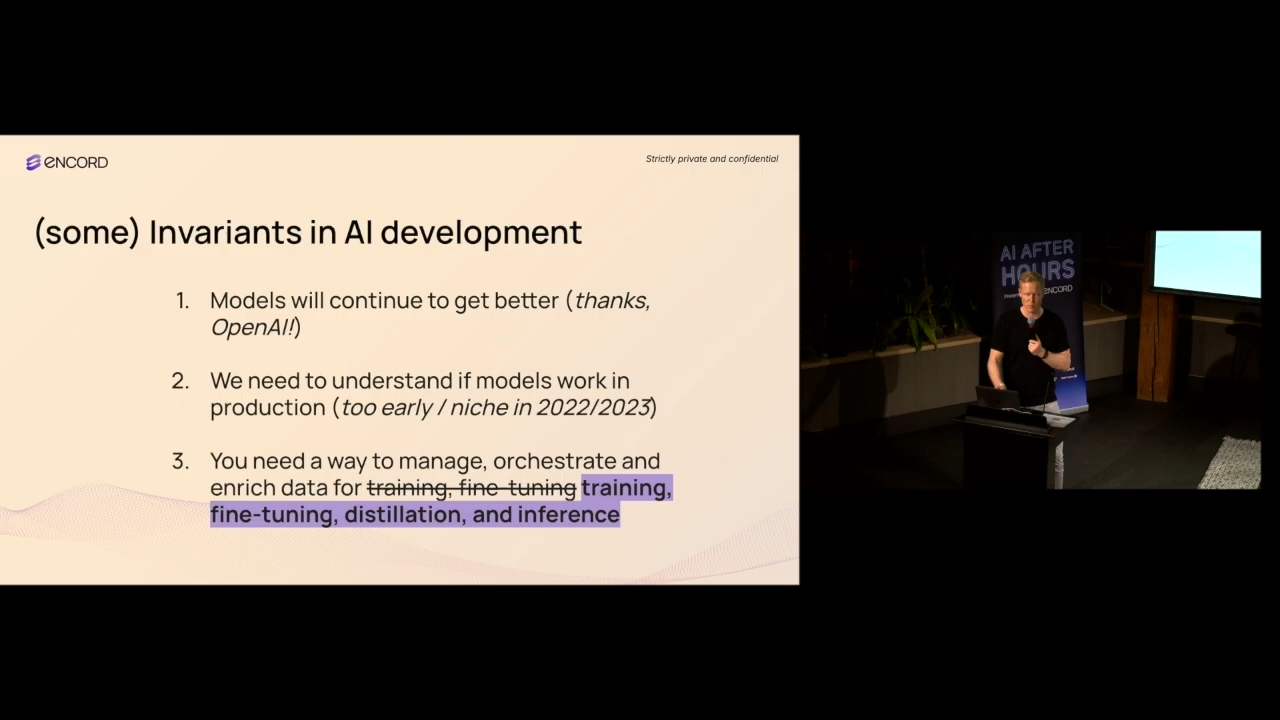 ENCORD
Strictly private and confidential
(some) Invariants in AI development
1. Models will continue to get better (thanks,
OpenAI!)
2. We need to understand if models work in
production (too early / niche in 2022/2023)
3. You need a way to manage, orchestrate and
enrich data for training, fine-tuning training,
fine-tuning, distillation, and inference
AI AFTER
HOURS
ENCORD